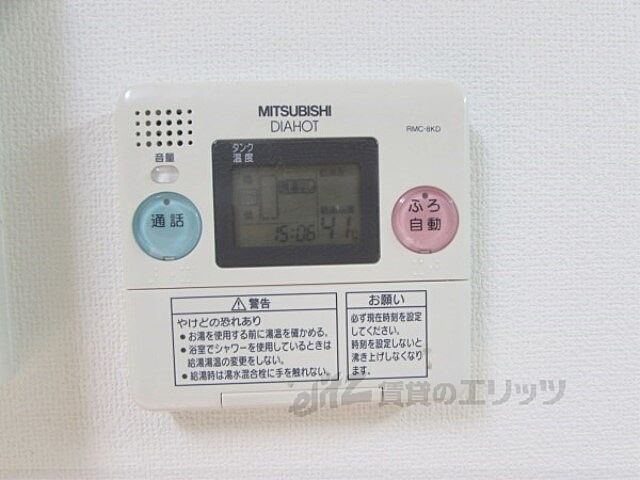 MITSUBISHI
DIAHOT
RMC-8KD
音量
タンク
温度
通話
ふろ
自動
15:06 41℃
警告
やけどの恐れあり
● お湯を使用する前に湯温を確かめる。
● 浴室でシャワーを使用しているときは
給湯湯温の変更をしない。
● 給湯時は湯水混合栓に手を触れない。
お願い
必ず現在時刻を設定
してください。
時刻を設定しないと
沸き上げしなくなり
ます。
賃貸のエリッツ